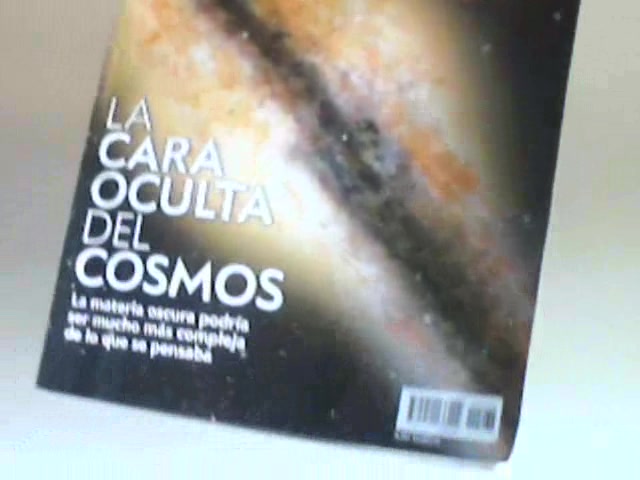 LA
CARA
OCULTA
DEL
COSMOS
La materia oscura podría
ser mucho más compleja
de lo que se pensaba